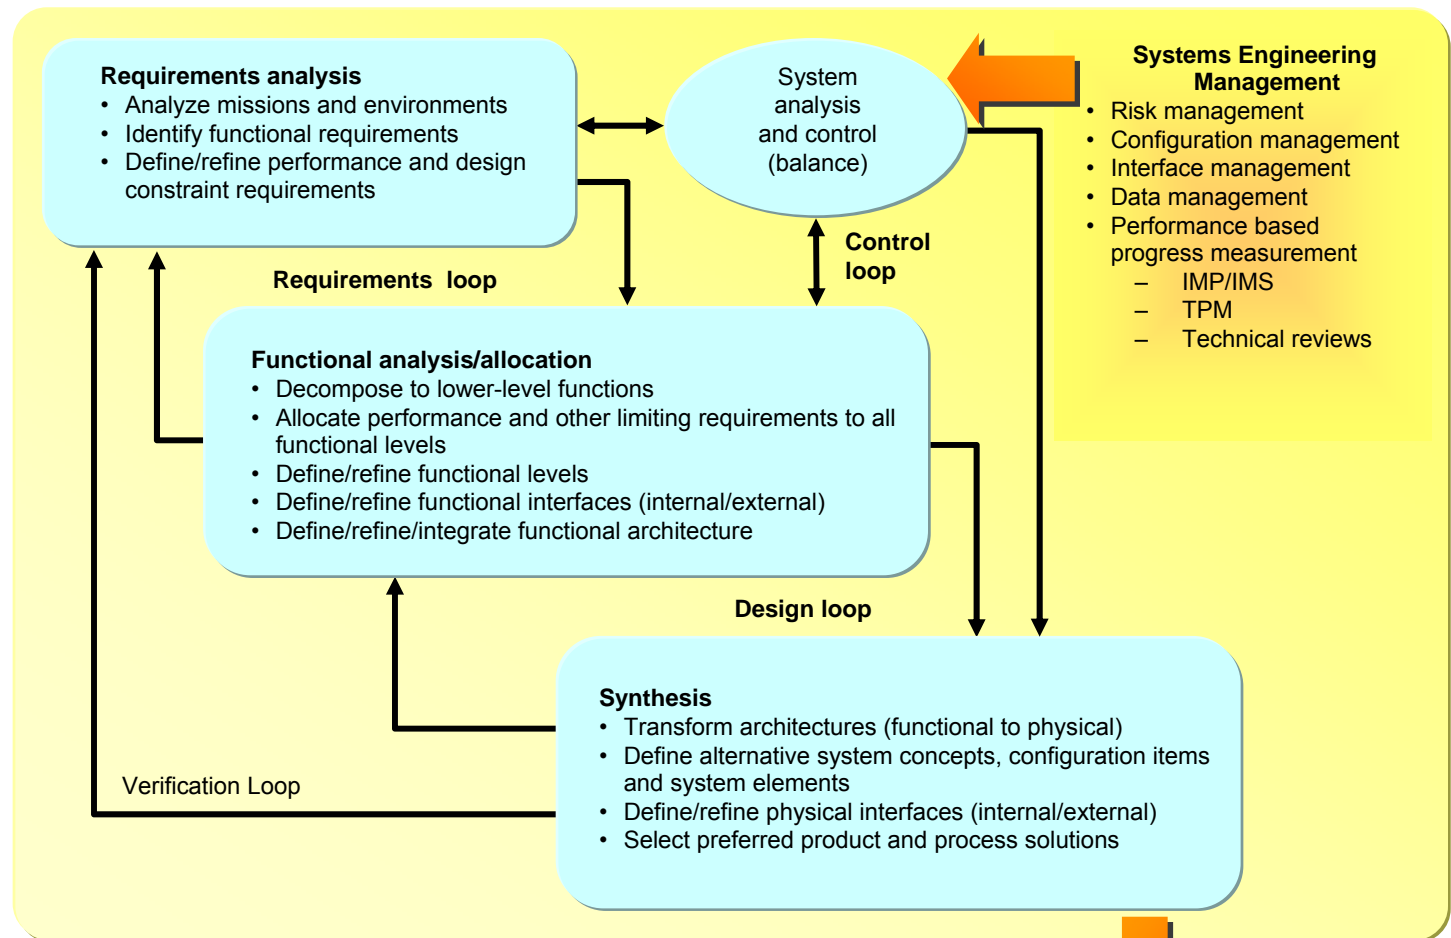 Requirements analysis
• Analyze missions and environments
• Identify functional requirements
• Define/refine performance and design
constraint requirements
System
analysis
and control
(balance)
Systems Engineering
Management
• Risk management
• Configuration management
• Interface management
• Data management
• Performance based
progress measurement
– IMP/IMS
– TPM
– Technical reviews
Control
loop
Requirements loop
Functional analysis/allocation
• Decompose to lower-level functions
• Allocate performance and other limiting requirements to all
functional levels
• Define/refine functional levels
• Define/refine functional interfaces (internal/external)
• Define/refine/integrate functional architecture
Design loop
Synthesis
• Transform architectures (functional to physical)
• Define alternative system concepts, configuration items
and system elements
• Define/refine physical interfaces (internal/external)
• Select preferred product and process solutions
Verification Loop